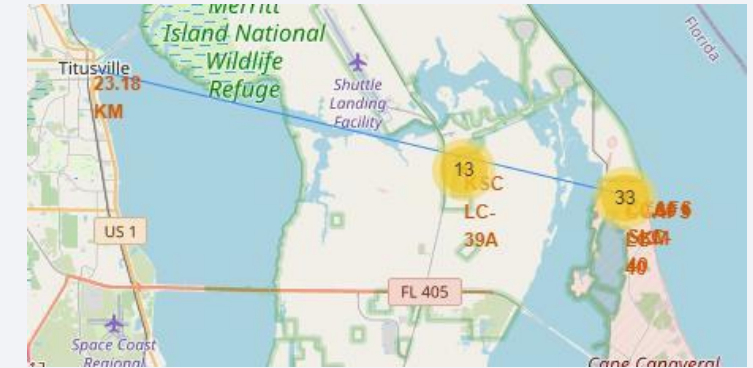 Merritt
Island National
Wildlife
Refuge
Florida
Titusville
23.18
KM
Shuttle
Landing
Facility
13
KSC
LC-
39A
33
40
US 1
FL 405
Space Coast
Regional
Cape Canaveral